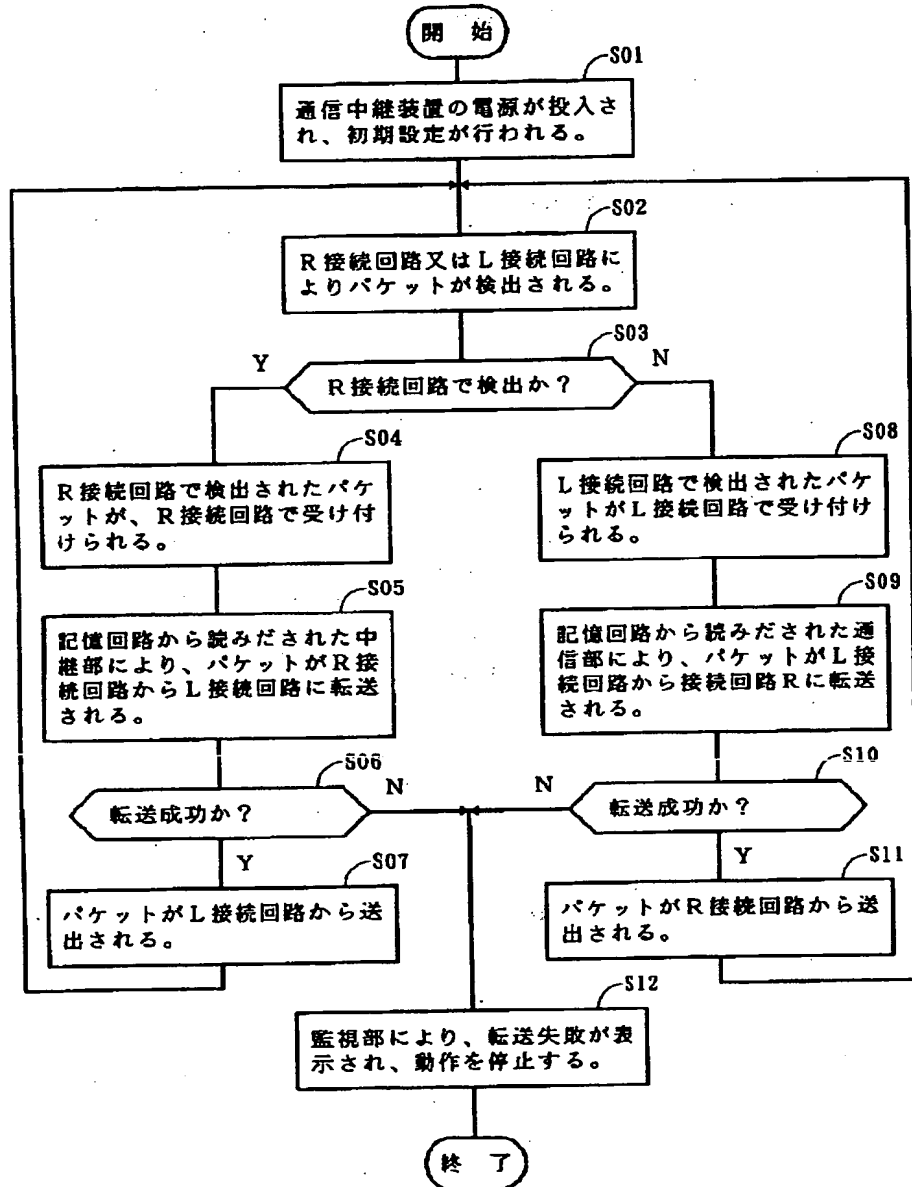 開 始
S01
通信中継装置の電源が投入さ
れ、初期設定が行われる。
S02
R接続回路又はL接続回路に
よりパケットが検出される。
S03
Y
R接続回路で検出か？
N
S04
R接続回路で検出されたパケ
ットが、R接続回路で受け付
けられる。
S08
L接続回路で検出されたパケ
ットがL接続回路で受け付け
られる。
S05
記憶回路から読みだされた中
継部により、パケットがR接
続回路からL接続回路に転送
される。
S09
記憶回路から読みだされた通
信部により、パケットがL接
続回路から接続回路Rに転送
される。
S06
転送成功か？
N
Y
S10
N
転送成功か？
Y
S07
パケットがL接続回路から送
出される。
S11
パケットがR接続回路から送
出される。
S12
監視部により、転送失敗が表
示され、動作を停止する。
終 了